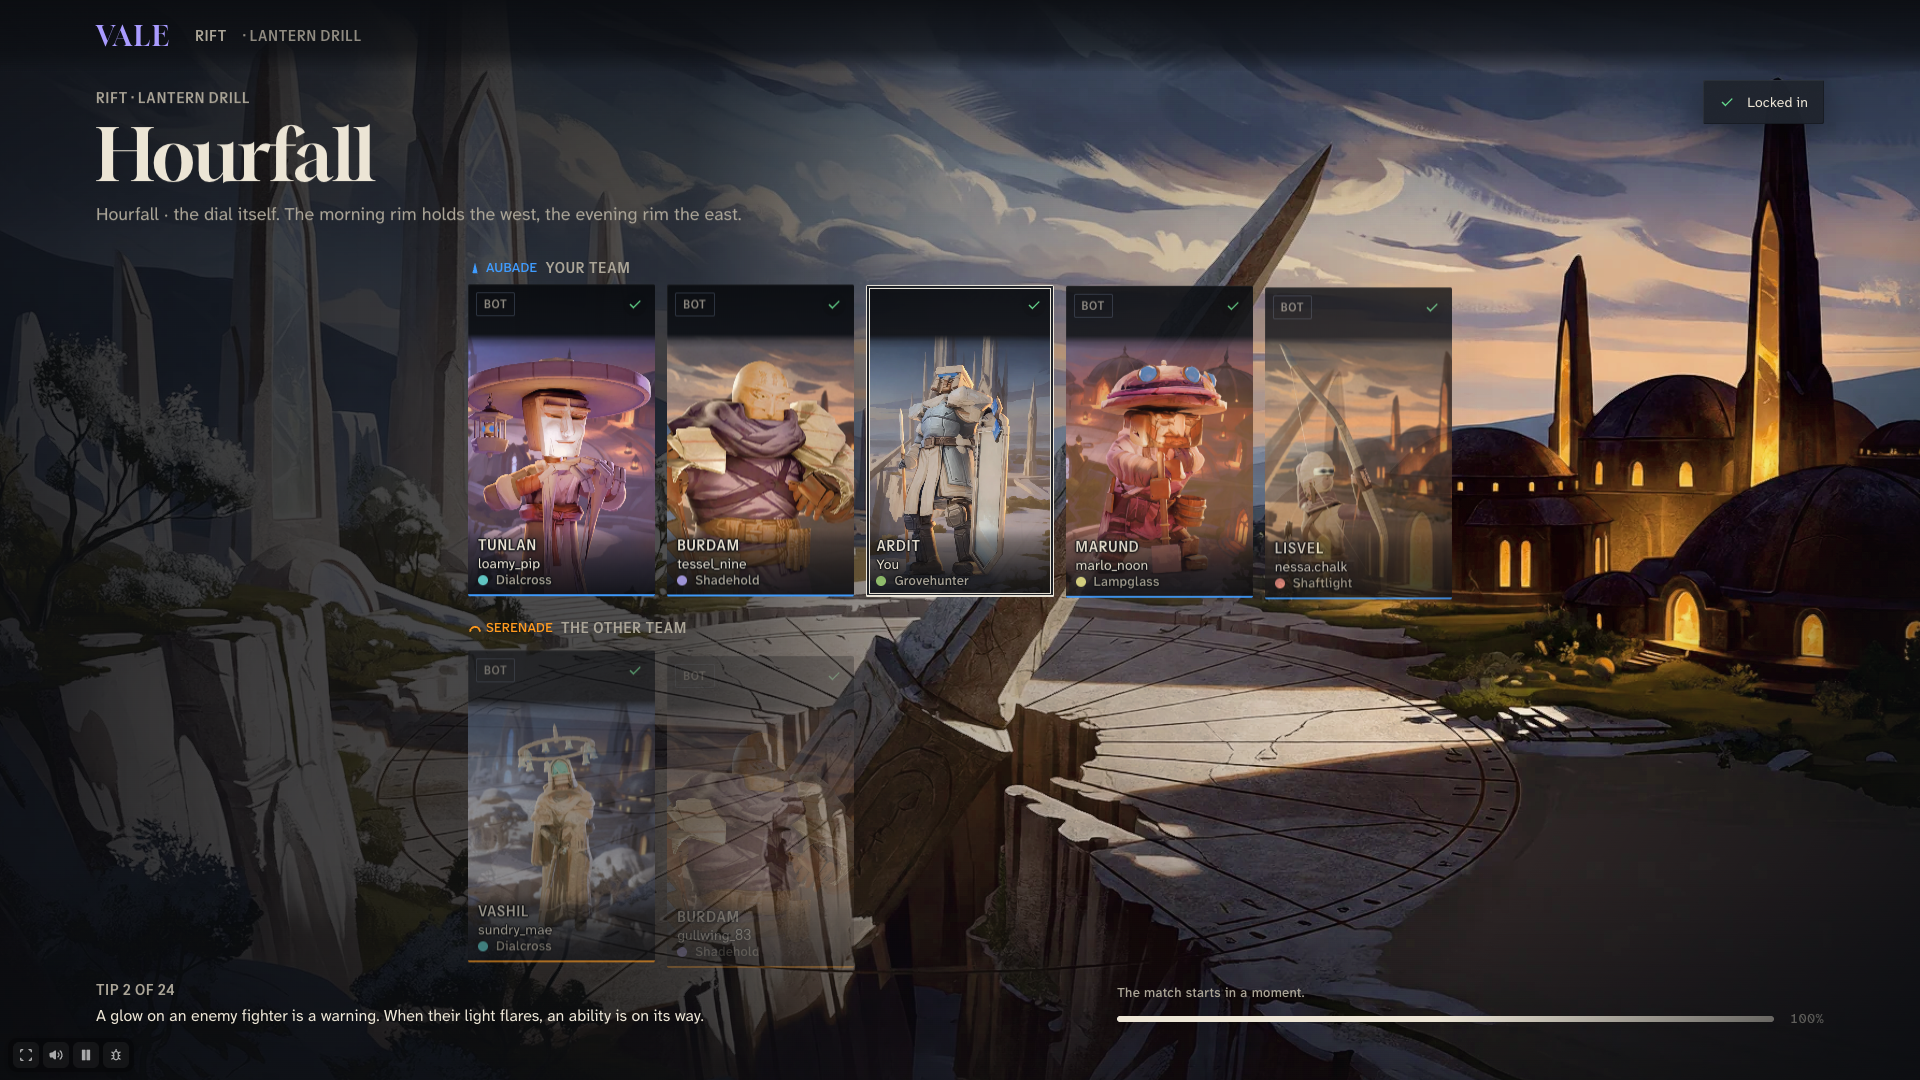 VALE RIFT · LANTERN DRILL
RIFT · LANTERN DRILL
Hourfall
Hourfall · the dial itself. The morning rim holds the west, the evening rim the east.
Locked in
AUBADE YOUR TEAM
BOT
TUNLAN
loamy_pip
Dialcross
BOT
BURDAM
tessel_nine
Shadehold
ARDIT
You
Grovehunter
BOT
MARUND
marlo_noon
Lampglass
BOT
LISVEL
nessa.chalk
Shaftlight
SERENADE THE OTHER TEAM
BOT
VASHIL
sundry_mae
Dialcross
BOT
BURDAM
gullwing_83
Shadehold
TIP 2 OF 24
A glow on an enemy fighter is a warning. When their light flares, an ability is on its way.
The match starts in a moment.
100%